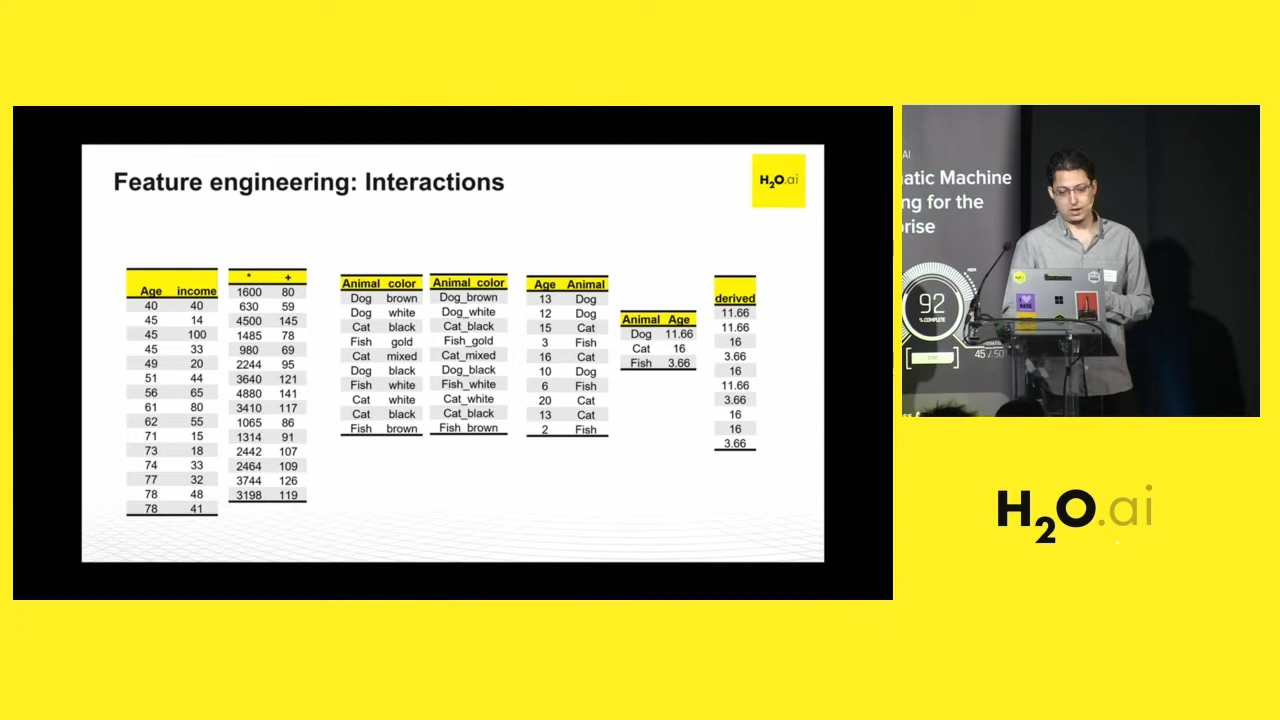 Feature engineering: Interactions
H2O.ai
Age income
40 40
45 14
45 100
45 33
49 20
51 44
56 65
61 80
62 55
71 15
73 18
74 33
77 32
78 48
78 41
* +
1600 80
630 59
4500 145
1485 78
980 69
2244 95
3640 121
4880 141
3410 117
1065 86
1314 91
2442 107
2464 109
3744 126
3198 119
Animal color
Dog brown
Dog white
Cat black
Fish gold
Cat mixed
Dog black
Fish white
Cat white
Cat black
Fish brown
Animal color
Dog_brown
Dog_white
Cat_black
Fish_gold
Cat_mixed
Dog_black
Fish_white
Cat_white
Cat_black
Fish_brown
Age Animal
13 Dog
12 Dog
15 Cat
3 Fish
16 Cat
10 Dog
6 Fish
20 Cat
13 Cat
2 Fish
Animal Age
Dog 11.66
Cat 16
Fish 3.66
derived
11.66
11.66
16
3.66
16
11.66
3.66
16
16
3.66
AI
atic Machine
ng for the
prise
92
% COMPLETE
45 / 50
H2O.ai